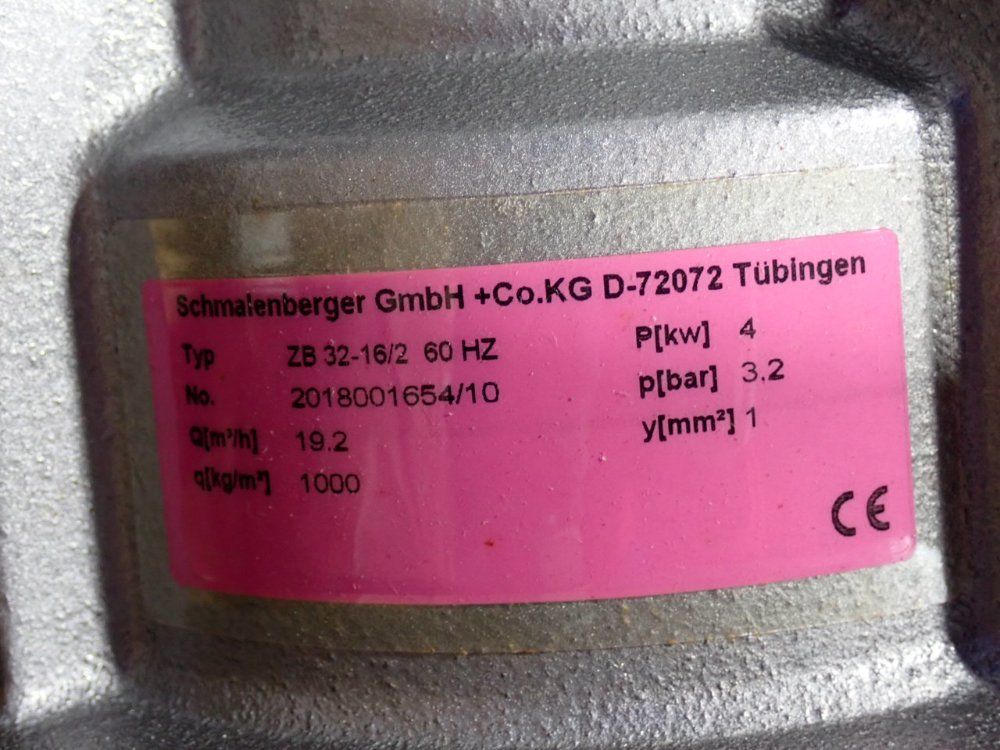 Schmalenberger GmbH +Co.KG D-72072 Tübingen
Typ ZB 32-16/2 60 HZ P[kw] 4
No. 2018001654/10 p[bar] 3.2
Q[m³/h] 19.2 y[mm²] 1
q[kg/m³] 1000
CE